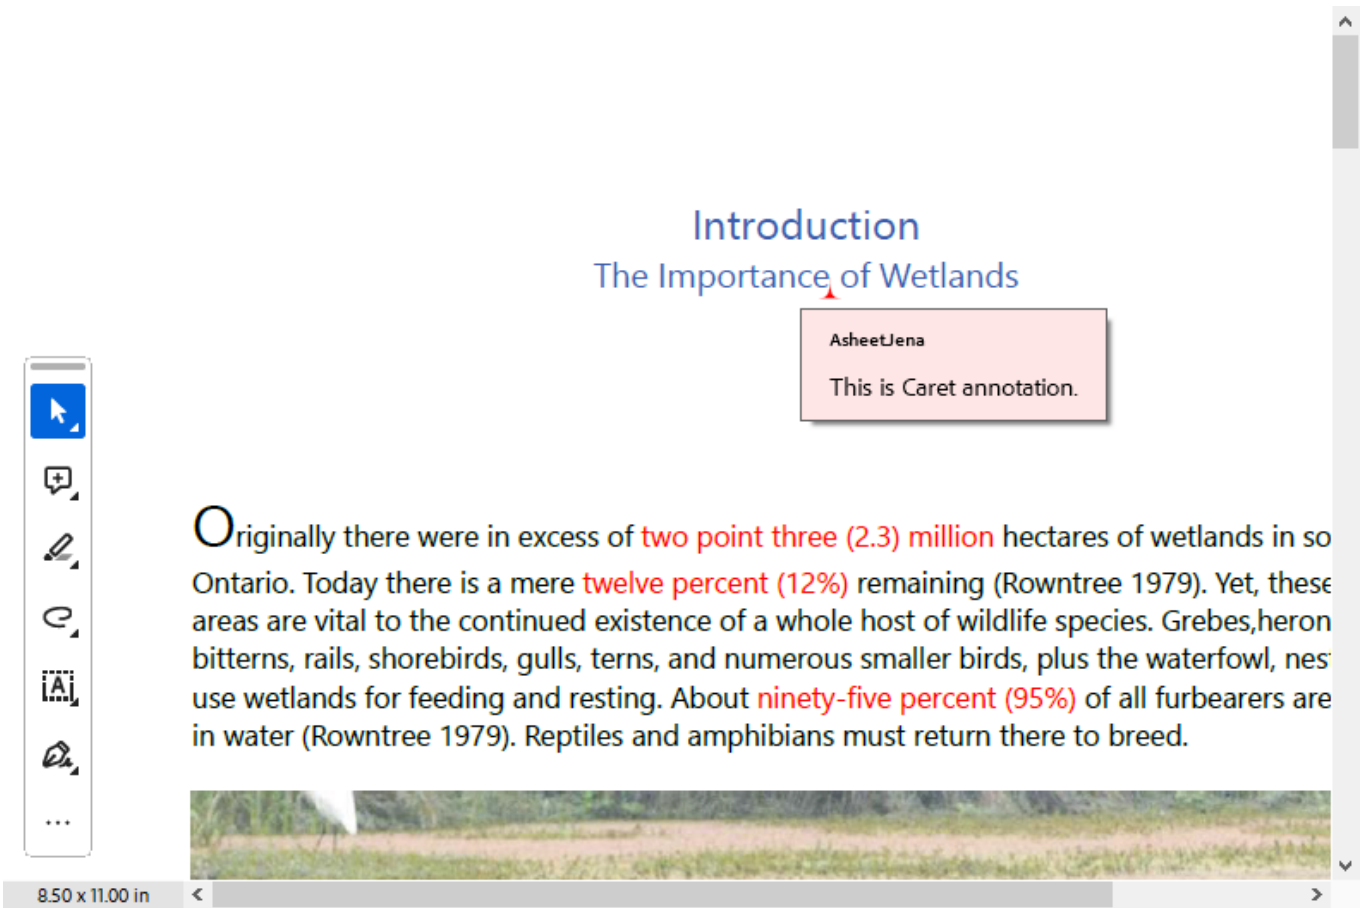 Introduction
The Importance of Wetlands
AsheetJena
This is Caret annotation.
Originally there were in excess of two point three (2.3) million hectares of wetlands in so
Ontario. Today there is a mere twelve percent (12%) remaining (Rowntree 1979). Yet, these
areas are vital to the continued existence of a whole host of wildlife species. Grebes,heron
bitterns, rails, shorebirds, gulls, terns, and numerous smaller birds, plus the waterfowl, nes
use wetlands for feeding and resting. About ninety-five percent (95%) of all furbearers are
in water (Rowntree 1979). Reptiles and amphibians must return there to breed.
8.50 x 11.00 in